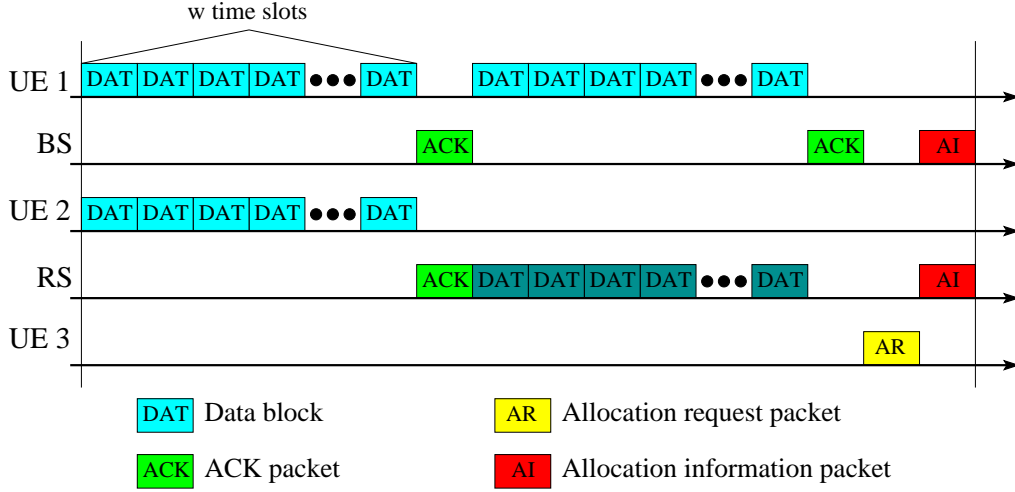 w time slots
UE 1 DAT DAT DAT DAT DAT DAT DAT DAT DAT DAT
BS ACK ACK AI
UE 2 DAT DAT DAT DAT DAT
RS ACK DAT DAT DAT DAT DAT AI
UE 3 AR
DAT Data block AR Allocation request packet
ACK ACK packet AI Allocation information packet